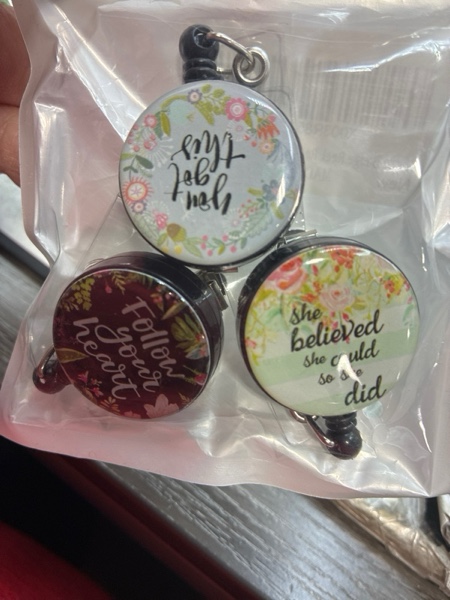 you got
this
Follow
your
heart
she
believed
she could
so she
did